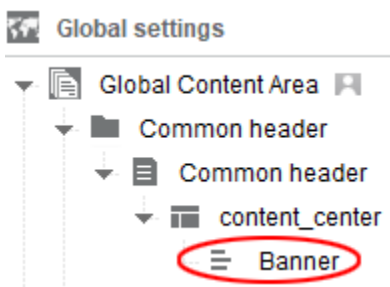 Global settings
Global Content Area
Common header
Common header
content_center
Banner